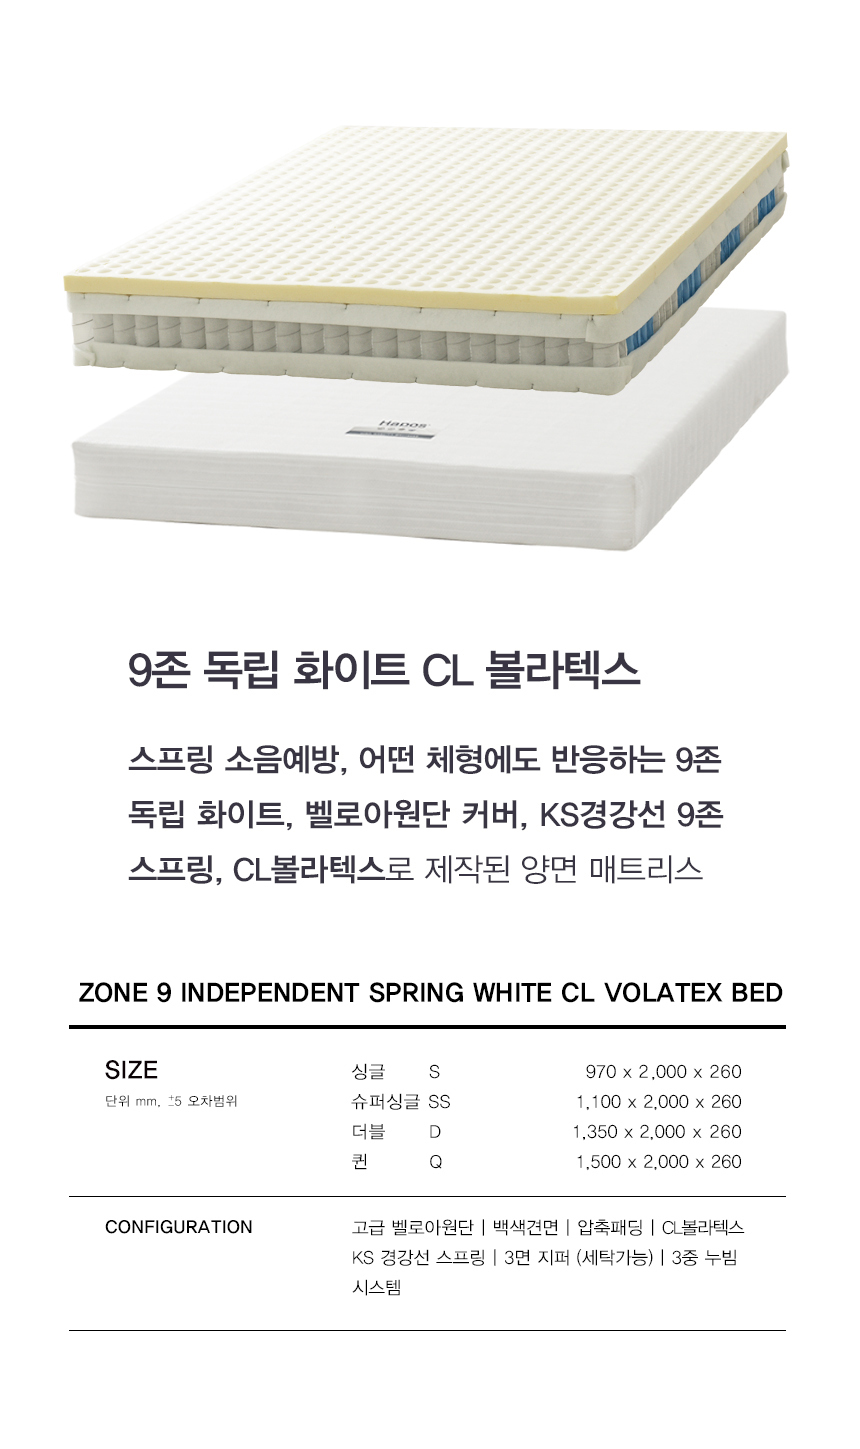 Hapos
9존 독립 화이트 CL 볼라텍스
스프링 소음예방, 어떤 체형에도 반응하는 9존
독립 화이트, 벨로아원단 커버, KS경강선 9존
스프링, CL볼라텍스로 제작된 양면 매트리스
ZONE 9 INDEPENDENT SPRING WHITE CL VOLATEX BED
SIZE
단위 mm, ±5 오차범위
싱글 S 970 x 2,000 x 260
슈퍼싱글 SS 1,100 x 2,000 x 260
더블 D 1,350 x 2,000 x 260
퀸 Q 1,500 x 2,000 x 260
CONFIGURATION
고급 벨로아원단 | 백색견면 | 압축패딩 | CL볼라텍스
KS 경강선 스프링 | 3면 지퍼 (세탁가능) | 3중 누빔
시스템